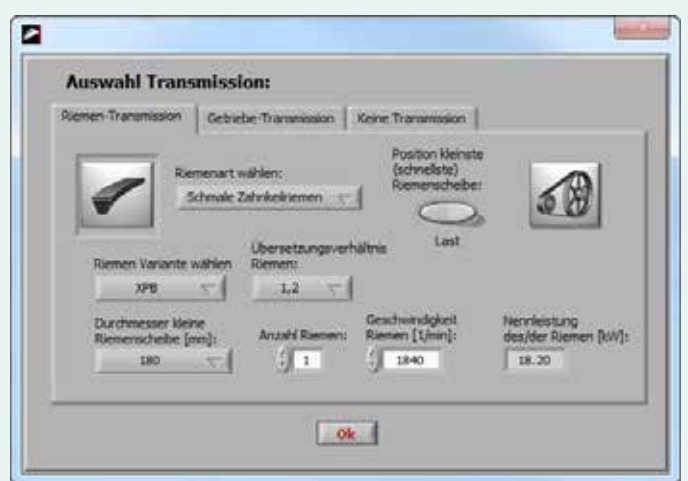 Auswahl Transmission:
Riemen-Transmission
Getriebe-Transmission
Keine Transmission
Riemenart wählen:
Schmale Zahnkeilriemen
Position kleinste
(schnellste)
Riemenscheibe:
Last
Riemen Variante wählen
XPB
Übersetzungsverhältnis
Riemen:
1,2
Durchmesser kleine
Riemenscheibe [mm]:
180
Anzahl Riemen:
1
Geschwindigkeit
Riemen [1/min]:
1840
Nennleistung
des/der Riemen [kW]:
18.20
Ok